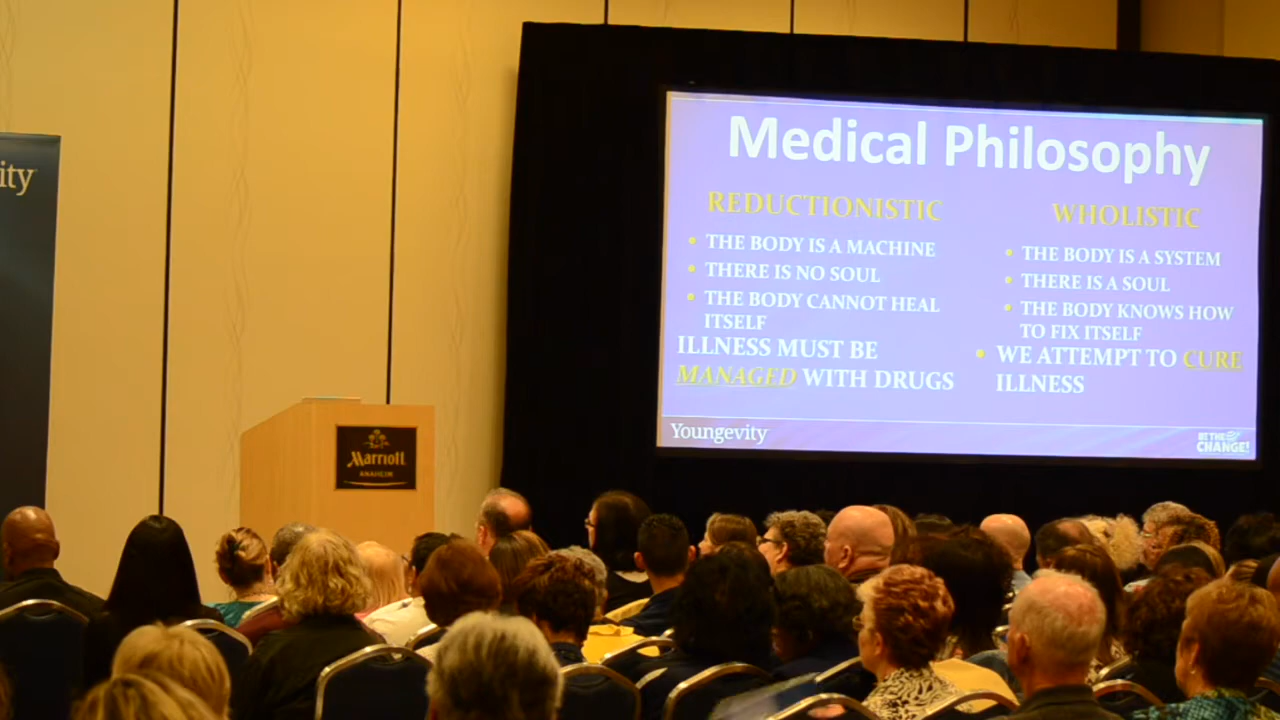 ity
Medical Philosophy
REDUCTIONISTIC
• THE BODY IS A MACHINE
• THERE IS NO SOUL
• THE BODY CANNOT HEAL
ITSELF
ILLNESS MUST BE
MANAGED WITH DRUGS
WHOLISTIC
• THE BODY IS A SYSTEM
• THERE IS A SOUL
• THE BODY KNOWS HOW
TO FIX ITSELF
• WE ATTEMPT TO CURE
ILLNESS
Youngevity
BE THE
CHANGE!
Marriott
ANAHEIM